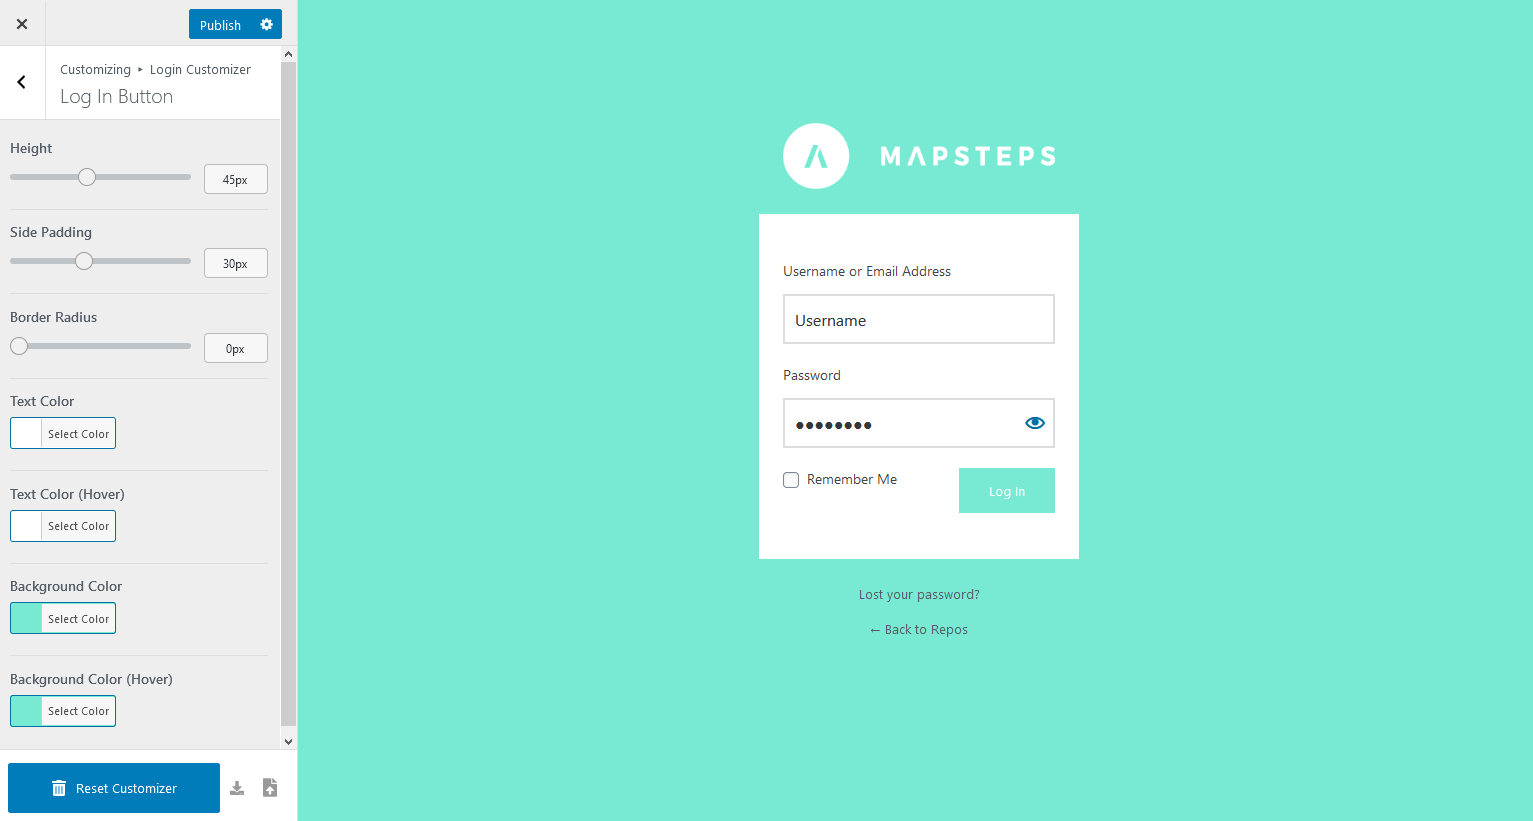 Publish
Customizing ▸ Login Customizer
Log In Button
Height
45px
Side Padding
30px
Border Radius
0px
Text Color
Select Color
Text Color (Hover)
Select Color
Background Color
Select Color
Background Color (Hover)
Select Color
Reset Customizer
MAPSTEPS
Username or Email Address
Username
Password
●●●●●●●●
Remember Me
Log In
Lost your password?
← Back to Repos